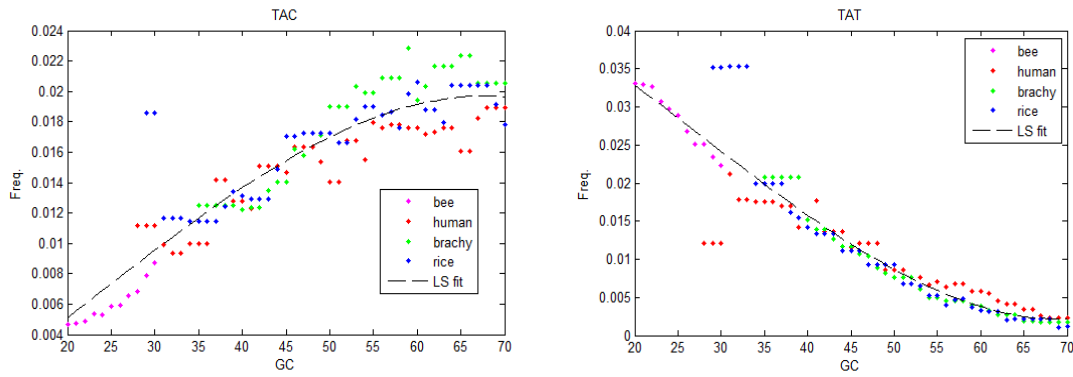 TAC
0.024
0.022
0.02
0.018
0.016
0.014
0.012
0.01
0.008
0.006
0.004
Freq.
20 25 30 35 40 45 50 55 60 65 70
GC
bee
human
brachy
rice
LS fit
TAT
0.04
0.035
0.03
0.025
0.02
0.015
0.01
0.005
0
Freq.
20 25 30 35 40 45 50 55 60 65 70
GC
bee
human
brachy
rice
LS fit